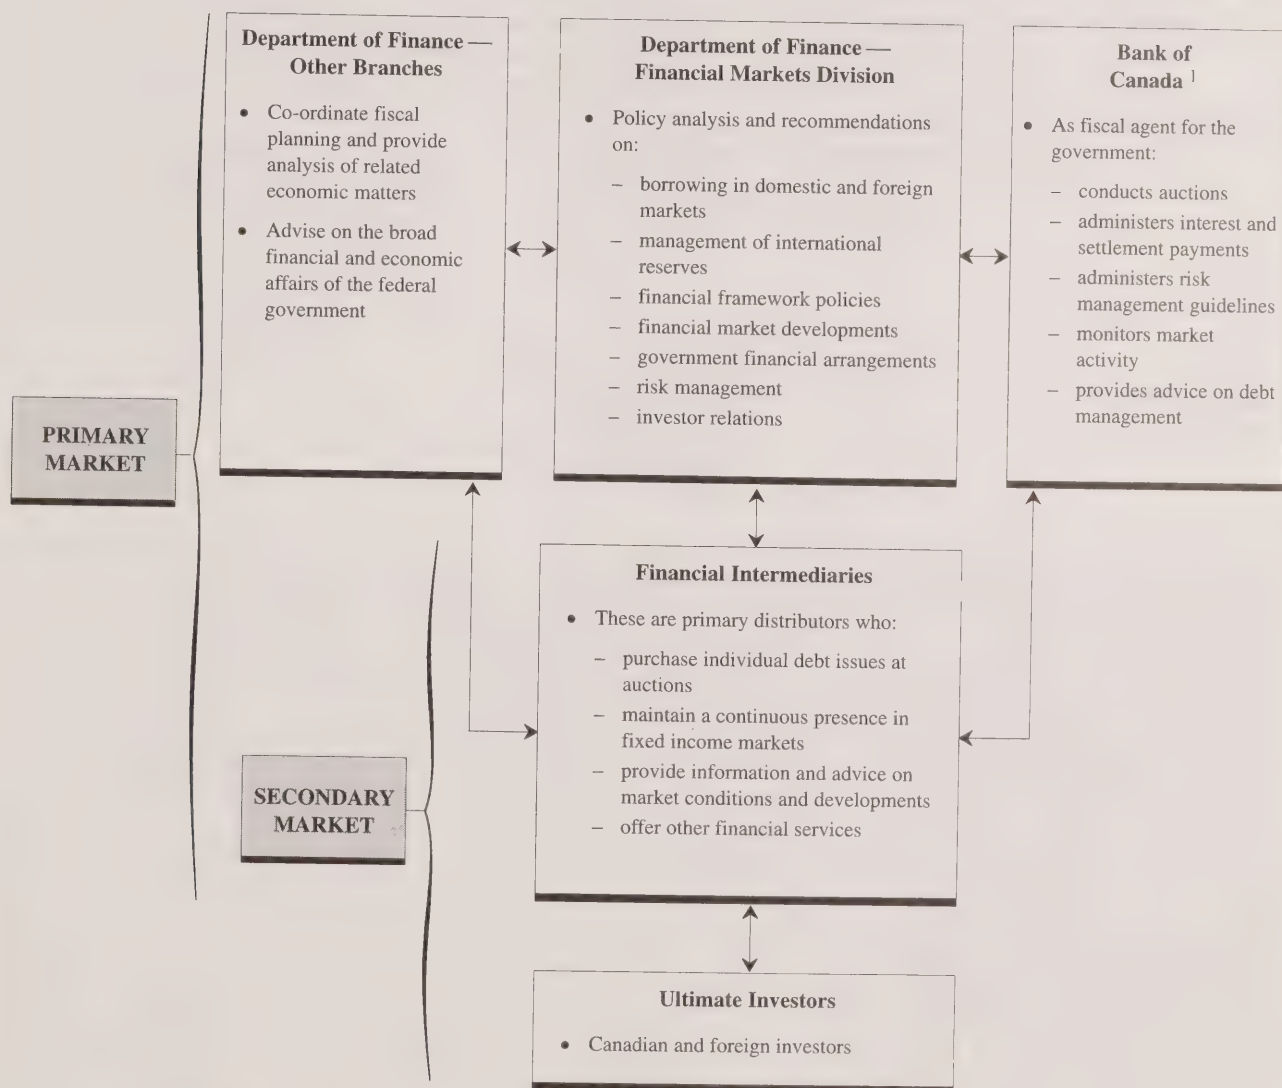 Department of Finance —
Other Branches
• Co-ordinate fiscal
planning and provide
analysis of related
economic matters
• Advise on the broad
financial and economic
affairs of the federal
government
Department of Finance —
Financial Markets Division
• Policy analysis and recommendations
on:
– borrowing in domestic and foreign
markets
– management of international
reserves
– financial framework policies
– financial market developments
– government financial arrangements
– risk management
– investor relations
Bank of
Canada 1
• As fiscal agent for the
government:
– conducts auctions
– administers interest and
settlement payments
– administers risk
management guidelines
– monitors market
activity
– provides advice on debt
management
PRIMARY
MARKET
Financial Intermediaries
• These are primary distributors who:
– purchase individual debt issues at
auctions
– maintain a continuous presence in
fixed income markets
– provide information and advice on
market conditions and developments
– offer other financial services
SECONDARY
MARKET
Ultimate Investors
• Canadian and foreign investors